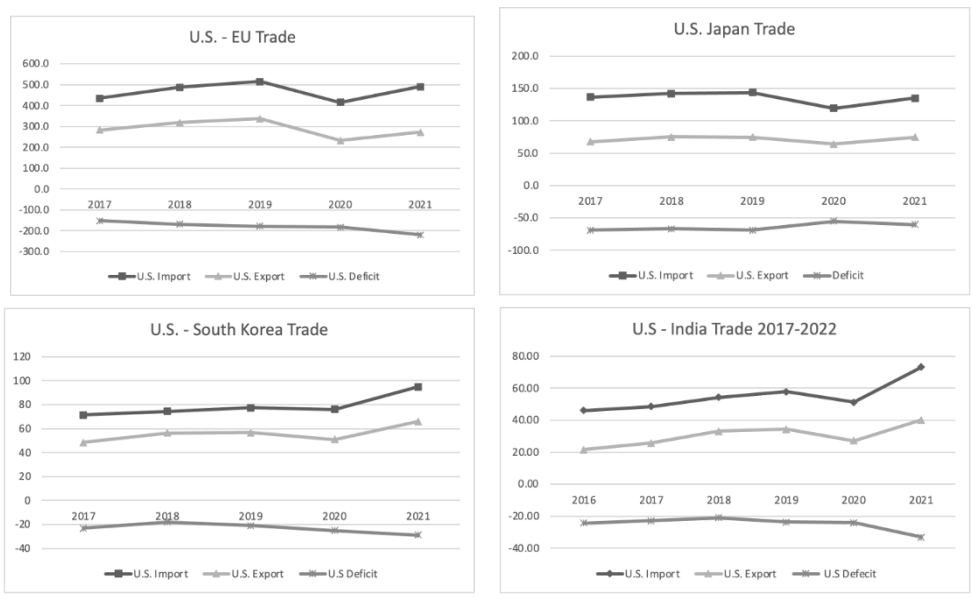 U.S. - EU Trade
600.0
500.0
400.0
300.0
200.0
100.0
0.0
2017 2018 2019 2020 2021
-100.0
-200.0
-300.0
U.S. Import U.S. Export U.S. Deficit
U.S. Japan Trade
200.0
150.0
100.0
50.0
0.0
2017 2018 2019 2020 2021
-50.0
-100.0
U.S. Import U.S. Export Deficit
U.S. - South Korea Trade
120
100
80
60
40
20
0
2017 2018 2019 2020 2021
-20
-40
U.S. Import U.S. Export U.S Deficit
U.S - India Trade 2017-2022
80.00
60.00
40.00
20.00
0.00
2016 2017 2018 2019 2020 2021
-20.00
-40.00
U.S. Import U.S. Export U.S Defecit